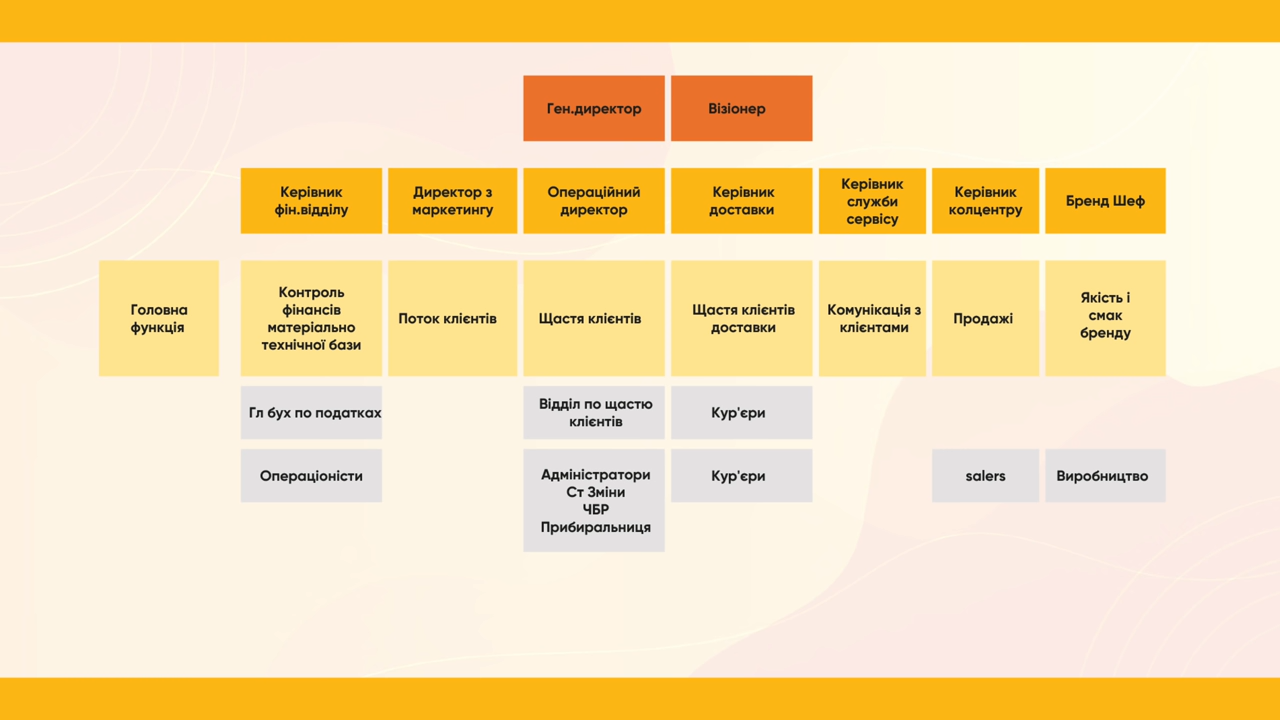 Ген.директор
Візіонер
Керівник
фін.відділу
Директор з
маркетингу
Операційний
директор
Керівник
доставки
Керівник
служби
сервісу
Керівник
колцентру
Бренд Шеф
Головна
функція
Контроль
фінансів
матеріально
технічної бази
Поток клієнтів
Щастя клієнтів
Щастя клієнтів
доставки
Комунікація з
клієнтами
Продажі
Якість і
смак
бренду
Гл бух по податках
Відділ по щастю
клієнтів
Кур'єри
Операціоністи
Адміністратори
Ст Зміни
ЧБР
Прибиральниця
Кур'єри
salers
Виробництво